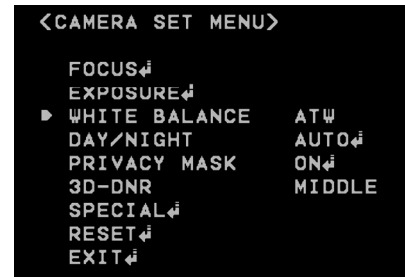 <CAMERA SET MENU>
FOCUS↲
EXPOSURE↲
WHITE BALANCE ATW
DAY/NIGHT AUTO↲
PRIVACY MASK ON↲
3D-DNR MIDDLE
SPECIAL↲
RESET↲
EXIT↲